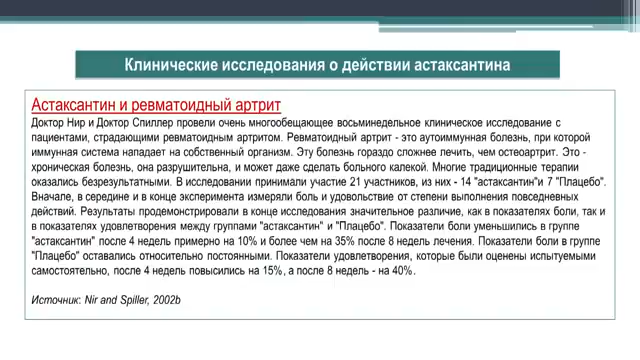 Клинические исследования о действии астаксантина
Астаксантин и ревматоидный артрит
Доктор Нир и Доктор Спиллер провели очень многообещающее восьминедельное клиническое исследование с
пациентами, страдающими ревматоидным артритом. Ревматоидный артрит - это аутоиммунная болезнь, при которой
иммунная система нападает на собственный организм. Эту болезнь гораздо сложнее лечить, чем остеоартрит. Это -
хроническая болезнь, она разрушительна, и может даже сделать больного калекой. Многие традиционные терапии
оказались безрезультатными. В исследовании принимали участие 21 участников, из них - 14 "астаксантин"и 7 "Плацебо".
Вначале, в середине и в конце эксперимента измеряли боль и удовольствие от степени выполнения повседневных
действий. Результаты продемонстрировали в конце исследования значительное различие, как в показателях боли, так и
в показателях удовлетворения между группами "астаксантин" и "Плацебо". Показатели боли уменьшились в группе
"астаксантин" после 4 недель примерно на 10% и более чем на 35% после 8 недель лечения. Показатели боли в группе
"Плацебо" оставались относительно постоянными. Показатели удовлетворения, которые были оценены испытуемыми
самостоятельно, после 4 недель повысились на 15%, а после 8 недель - на 40%.
Источник: Nir and Spiller, 2002b